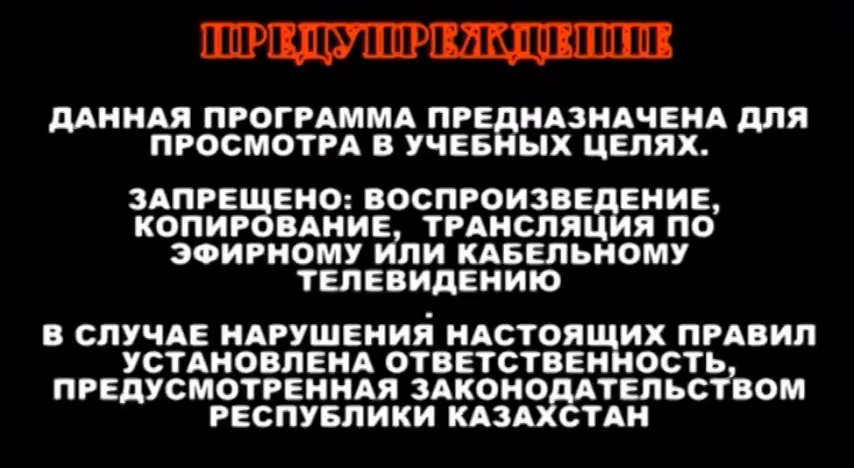 ПРЕДУПРЕЖДЕНИЕ
ДАННАЯ ПРОГРАММА ПРЕДНАЗНАЧЕНА ДЛЯ
ПРОСМОТРА В УЧЕБНЫХ ЦЕЛЯХ.
ЗАПРЕЩЕНО: ВОСПРОИЗВЕДЕНИЕ,
КОПИРОВАНИЕ, ТРАНСЛЯЦИЯ ПО
ЭФИРНОМУ ИЛИ КАБЕЛЬНОМУ
ТЕЛЕВИДЕНИЮ
.
В СЛУЧАЕ НАРУШЕНИЯ НАСТОЯЩИХ ПРАВИЛ
УСТАНОВЛЕНА ОТВЕТСТВЕННОСТЬ,
ПРЕДУСМОТРЕННАЯ ЗАКОНОДАТЕЛЬСТВОМ
РЕСПУБЛИКИ КАЗАХСТАН